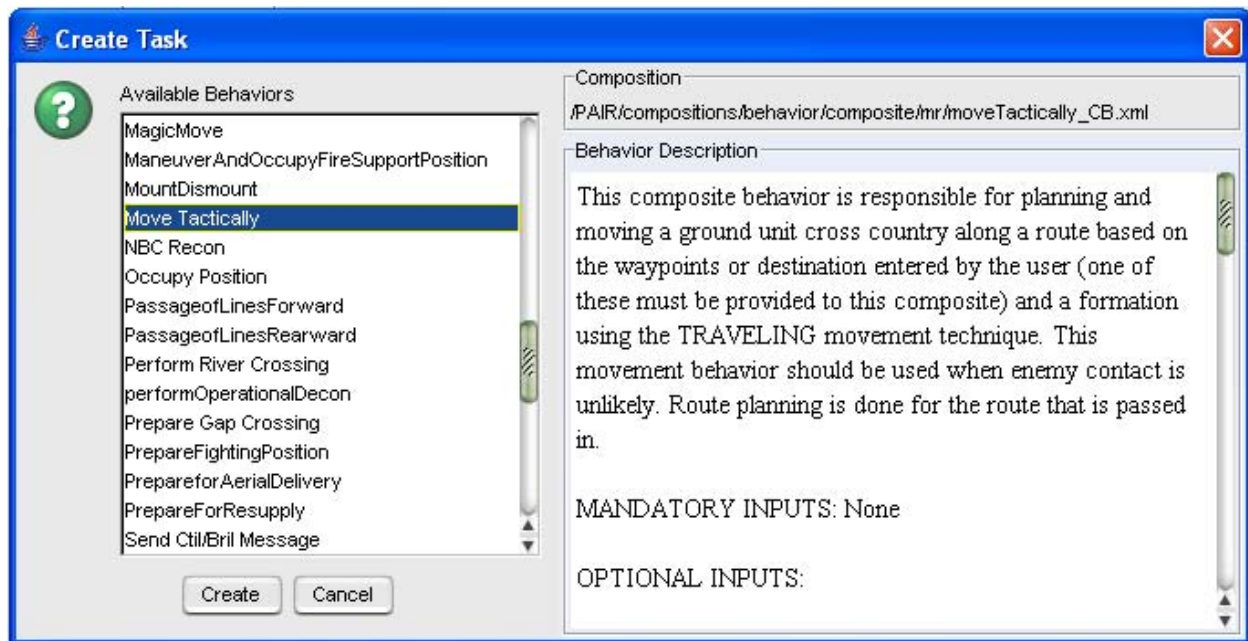 Create Task
Available Behaviors
MagicMove
ManeuverAndOccupyFireSupportPosition
MountDismount
Move Tactically
NBC Recon
Occupy Position
PassageofLinesForward
PassageofLinesRearward
Perform River Crossing
performOperationalDecon
Prepare Gap Crossing
PrepareFightingPosition
PrepareforAerialDelivery
PrepareForResupply
Send Ctil/Bril Message
Create
Cancel
Composition
/PAIR/compositions/behavior/composite/mr/moveTactically_CB.xml
Behavior Description
This composite behavior is responsible for planning and
moving a ground unit cross country along a route based on
the waypoints or destination entered by the user (one of
these must be provided to this composite) and a formation
using the TRAVELING movement technique. This
movement behavior should be used when enemy contact is
unlikely. Route planning is done for the route that is passed
in.
MANDATORY INPUTS: None
OPTIONAL INPUTS: